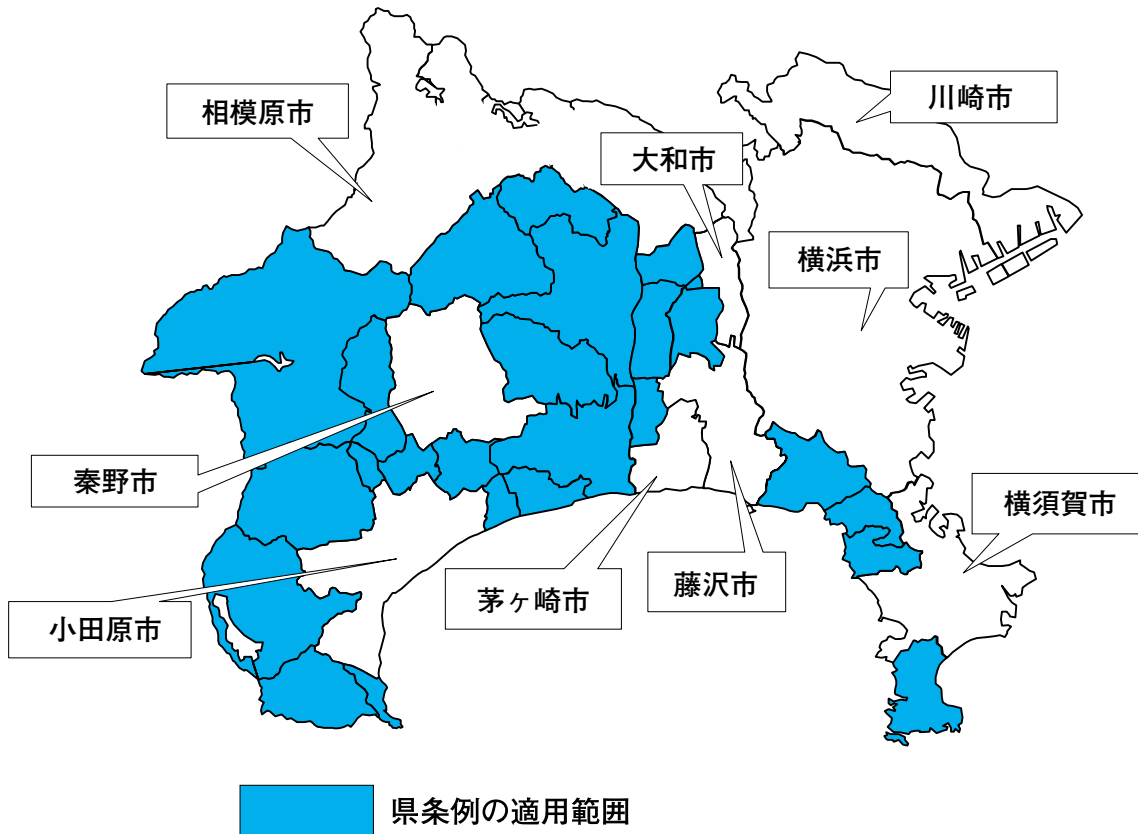 川崎市
相模原市
大和市
横浜市
秦野市
横須賀市
茅ヶ崎市
藤沢市
小田原市
県条例の適用範囲